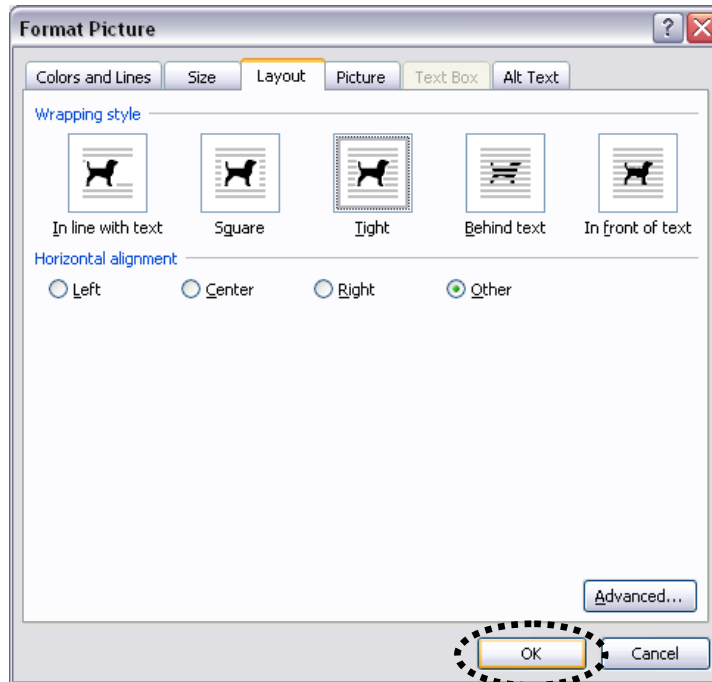 Format Picture
Colors and Lines Size Layout Picture Text Box Alt Text
Wrapping style
In line with text Square Tight Behind text In front of text
Horizontal alignment
Left Center Right Other
Advanced...
OK Cancel